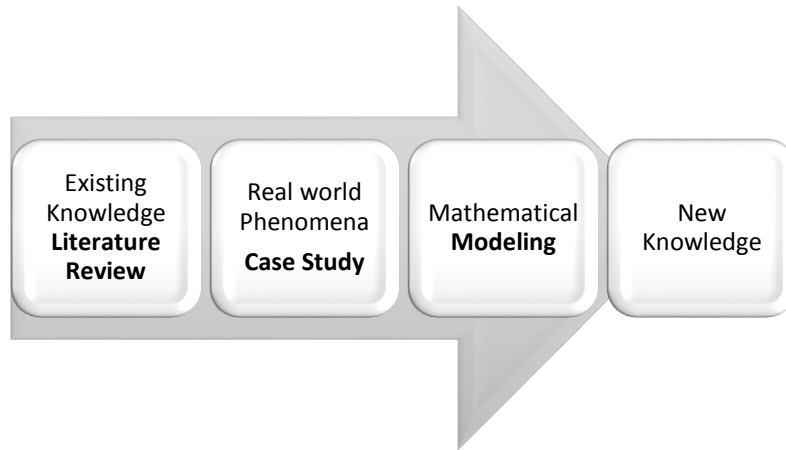 Existing
Knowledge
Literature
Review
Real world
Phenomena
Case Study
Mathematical
Modeling
New
Knowledge